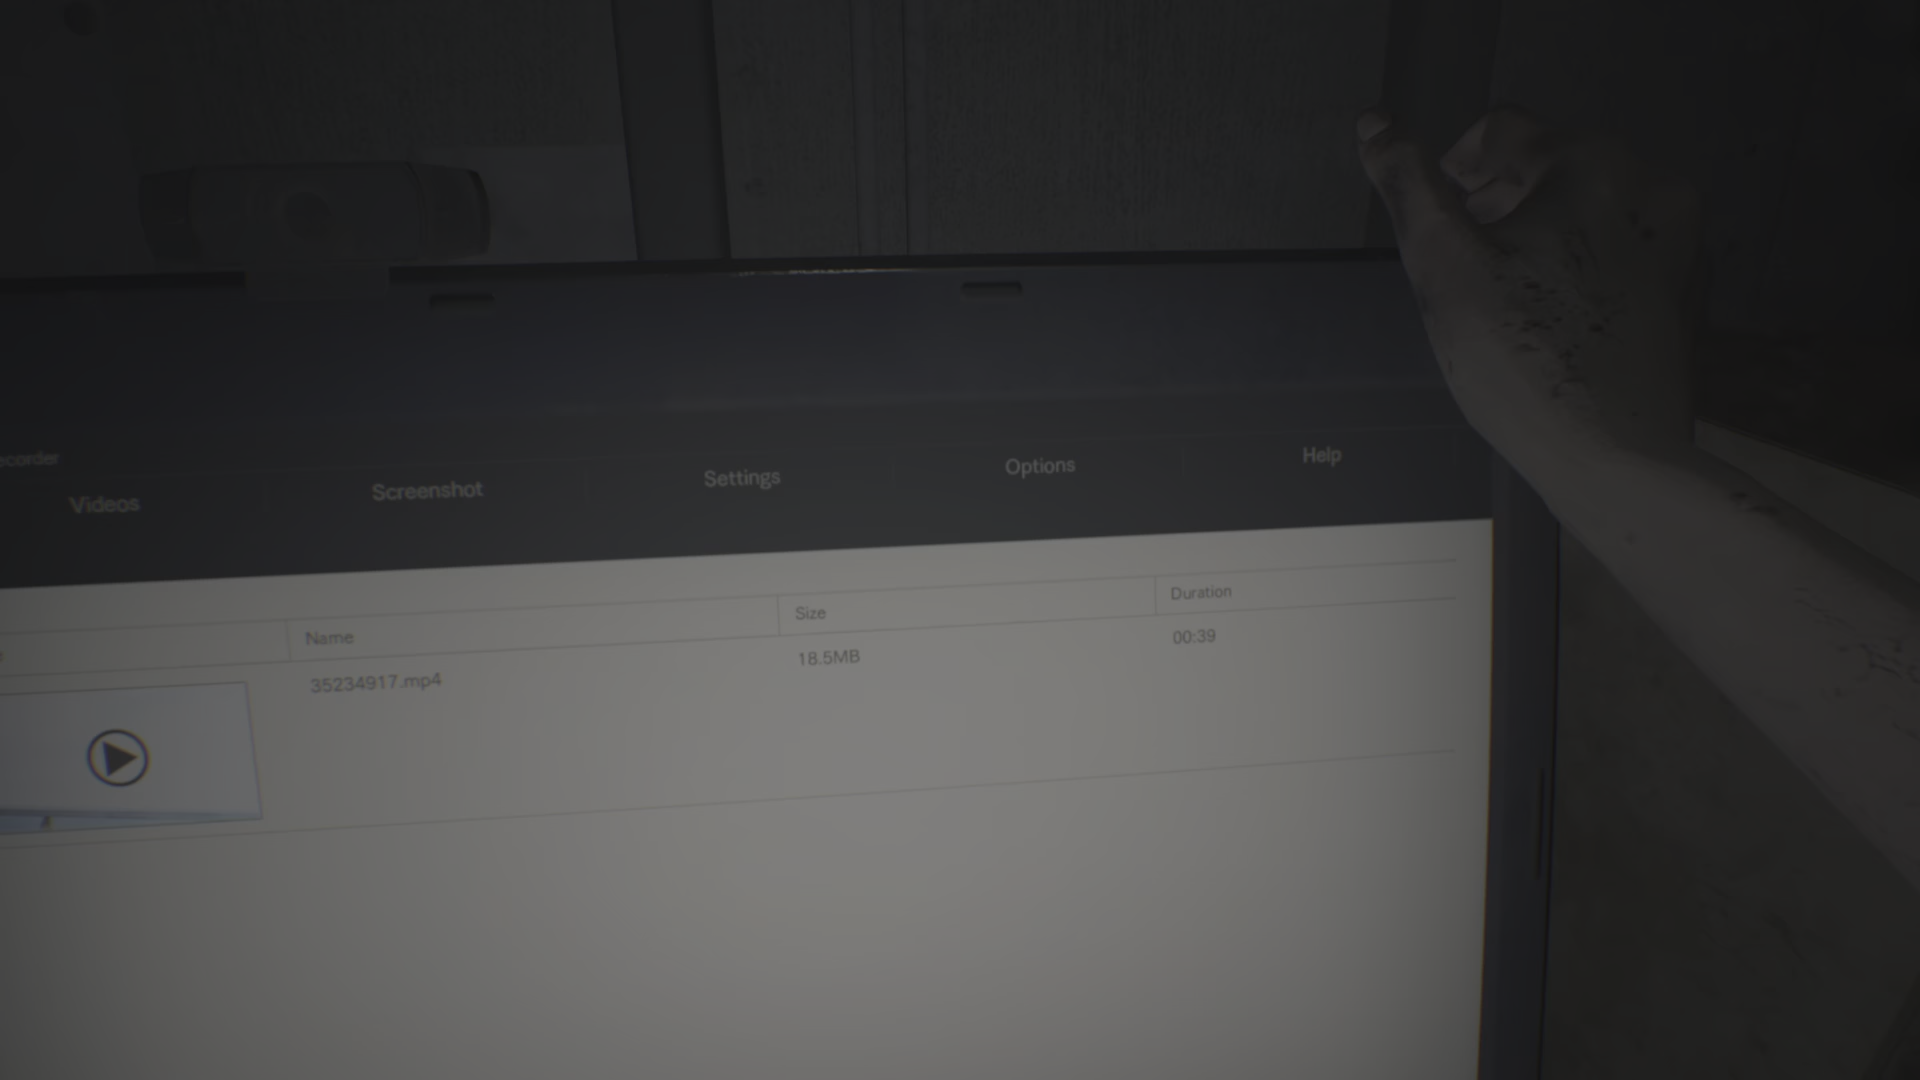 ecorder
Videos Screenshot Settings Options Help
Name Size Duration
35234917.mp4 18.5MB 00:39